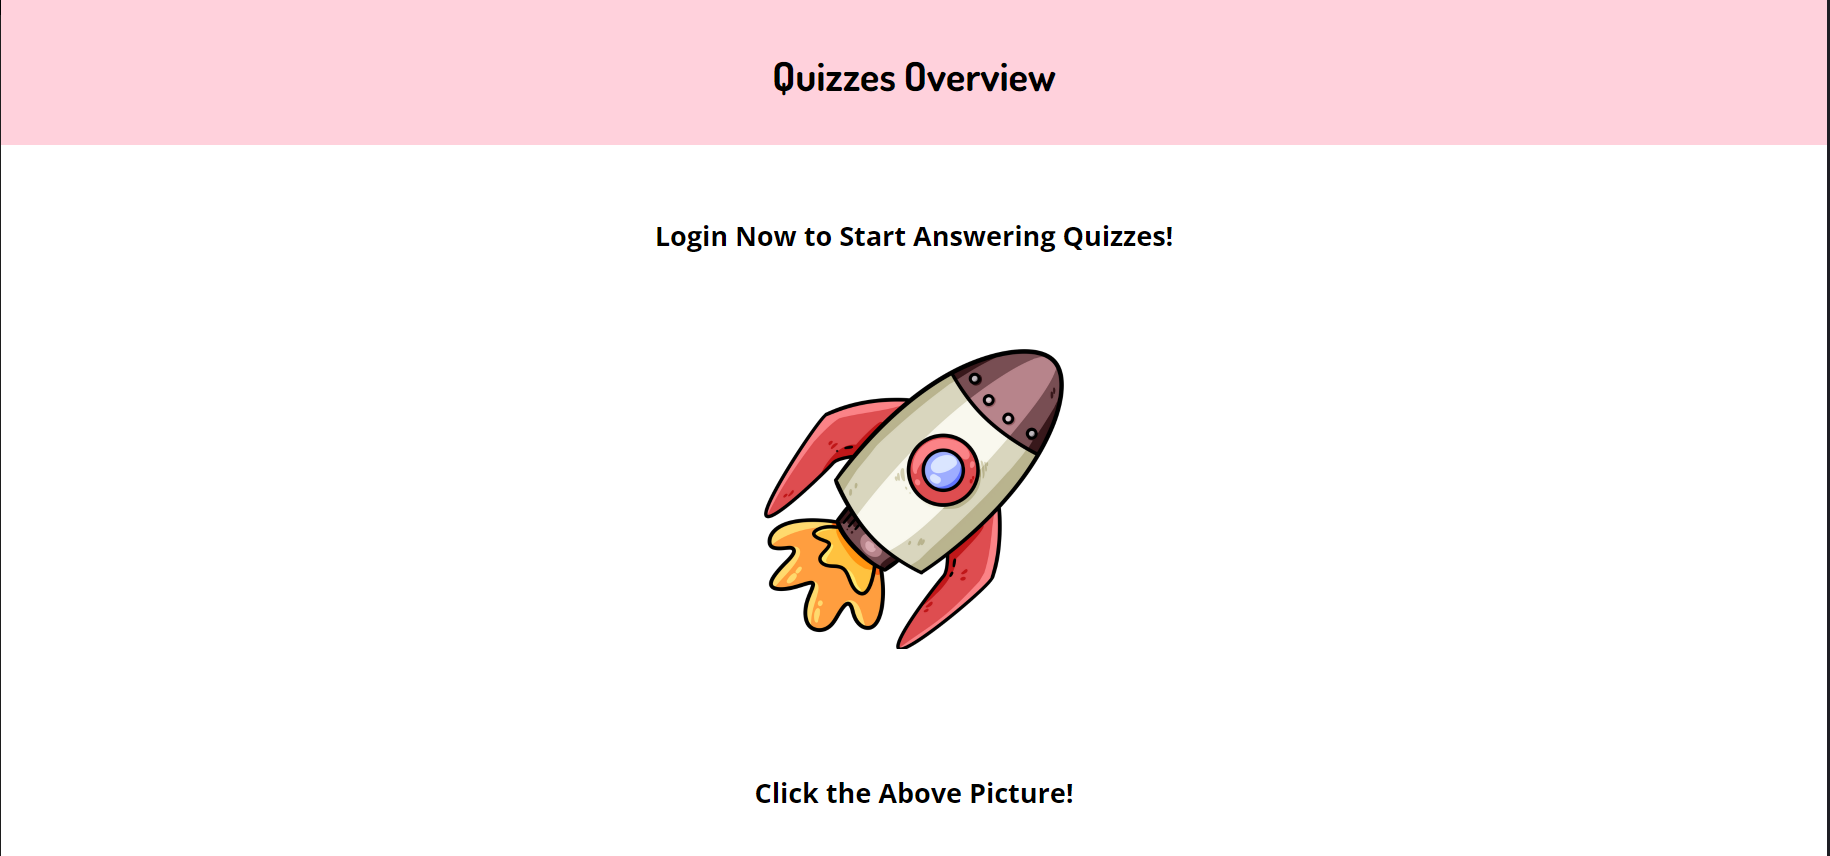 Quizzes Overview
Login Now to Start Answering Quizzes!
Click the Above Picture!